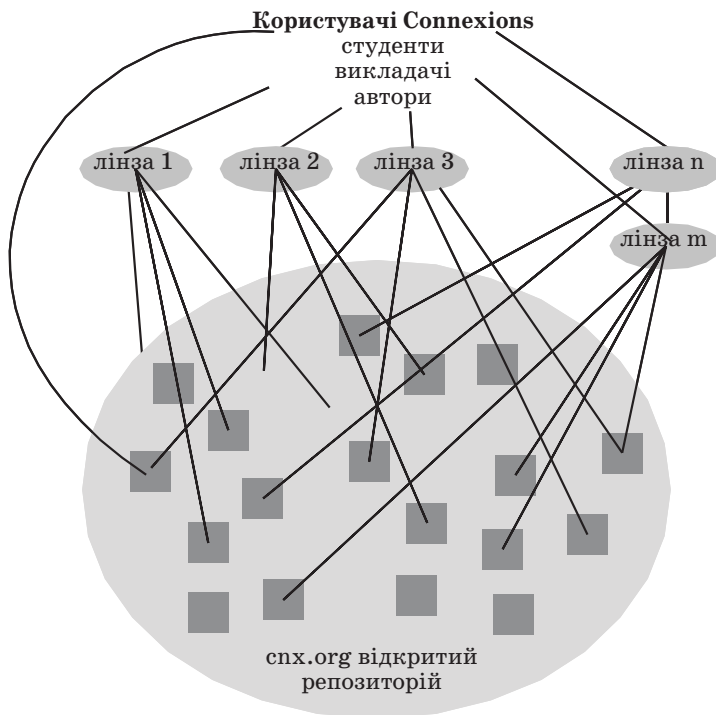 Користувачі Connexions
студенти
викладачі
автори
лінза 1
лінза 2
лінза 3
лінза n
лінза m
cnx.org відкритий
репозиторій